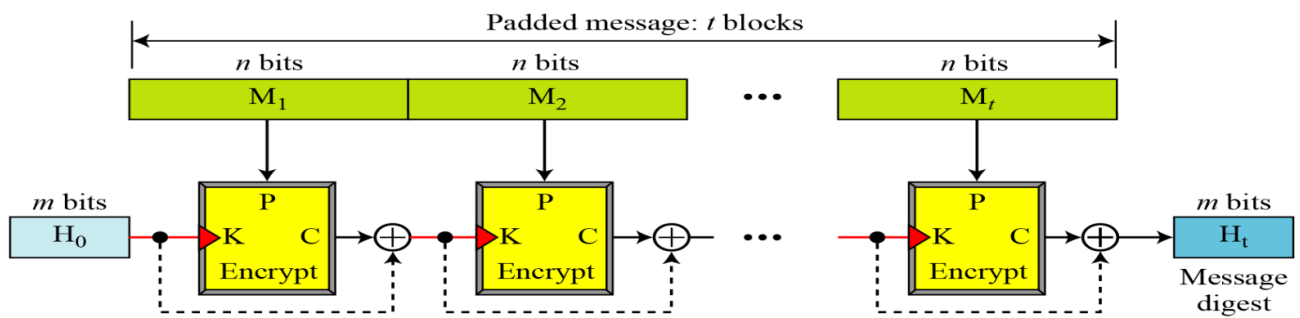 Padded message: t blocks
n bits n bits n bits
M₁ M₂ ••• Mₜ
m bits P P P m bits
H₀ K C K C ••• K C Hₜ
Encrypt Encrypt Encrypt Message
digest